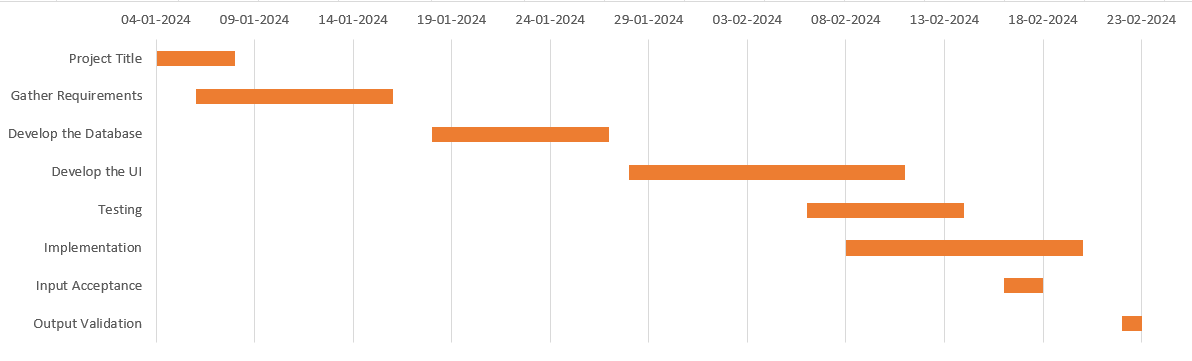 04-01-2024 09-01-2024 14-01-2024 19-01-2024 24-01-2024 29-01-2024 03-02-2024 08-02-2024 13-02-2024 18-02-2024 23-02-2024
Project Title
Gather Requirements
Develop the Database
Develop the UI
Testing
Implementation
Input Acceptance
Output Validation